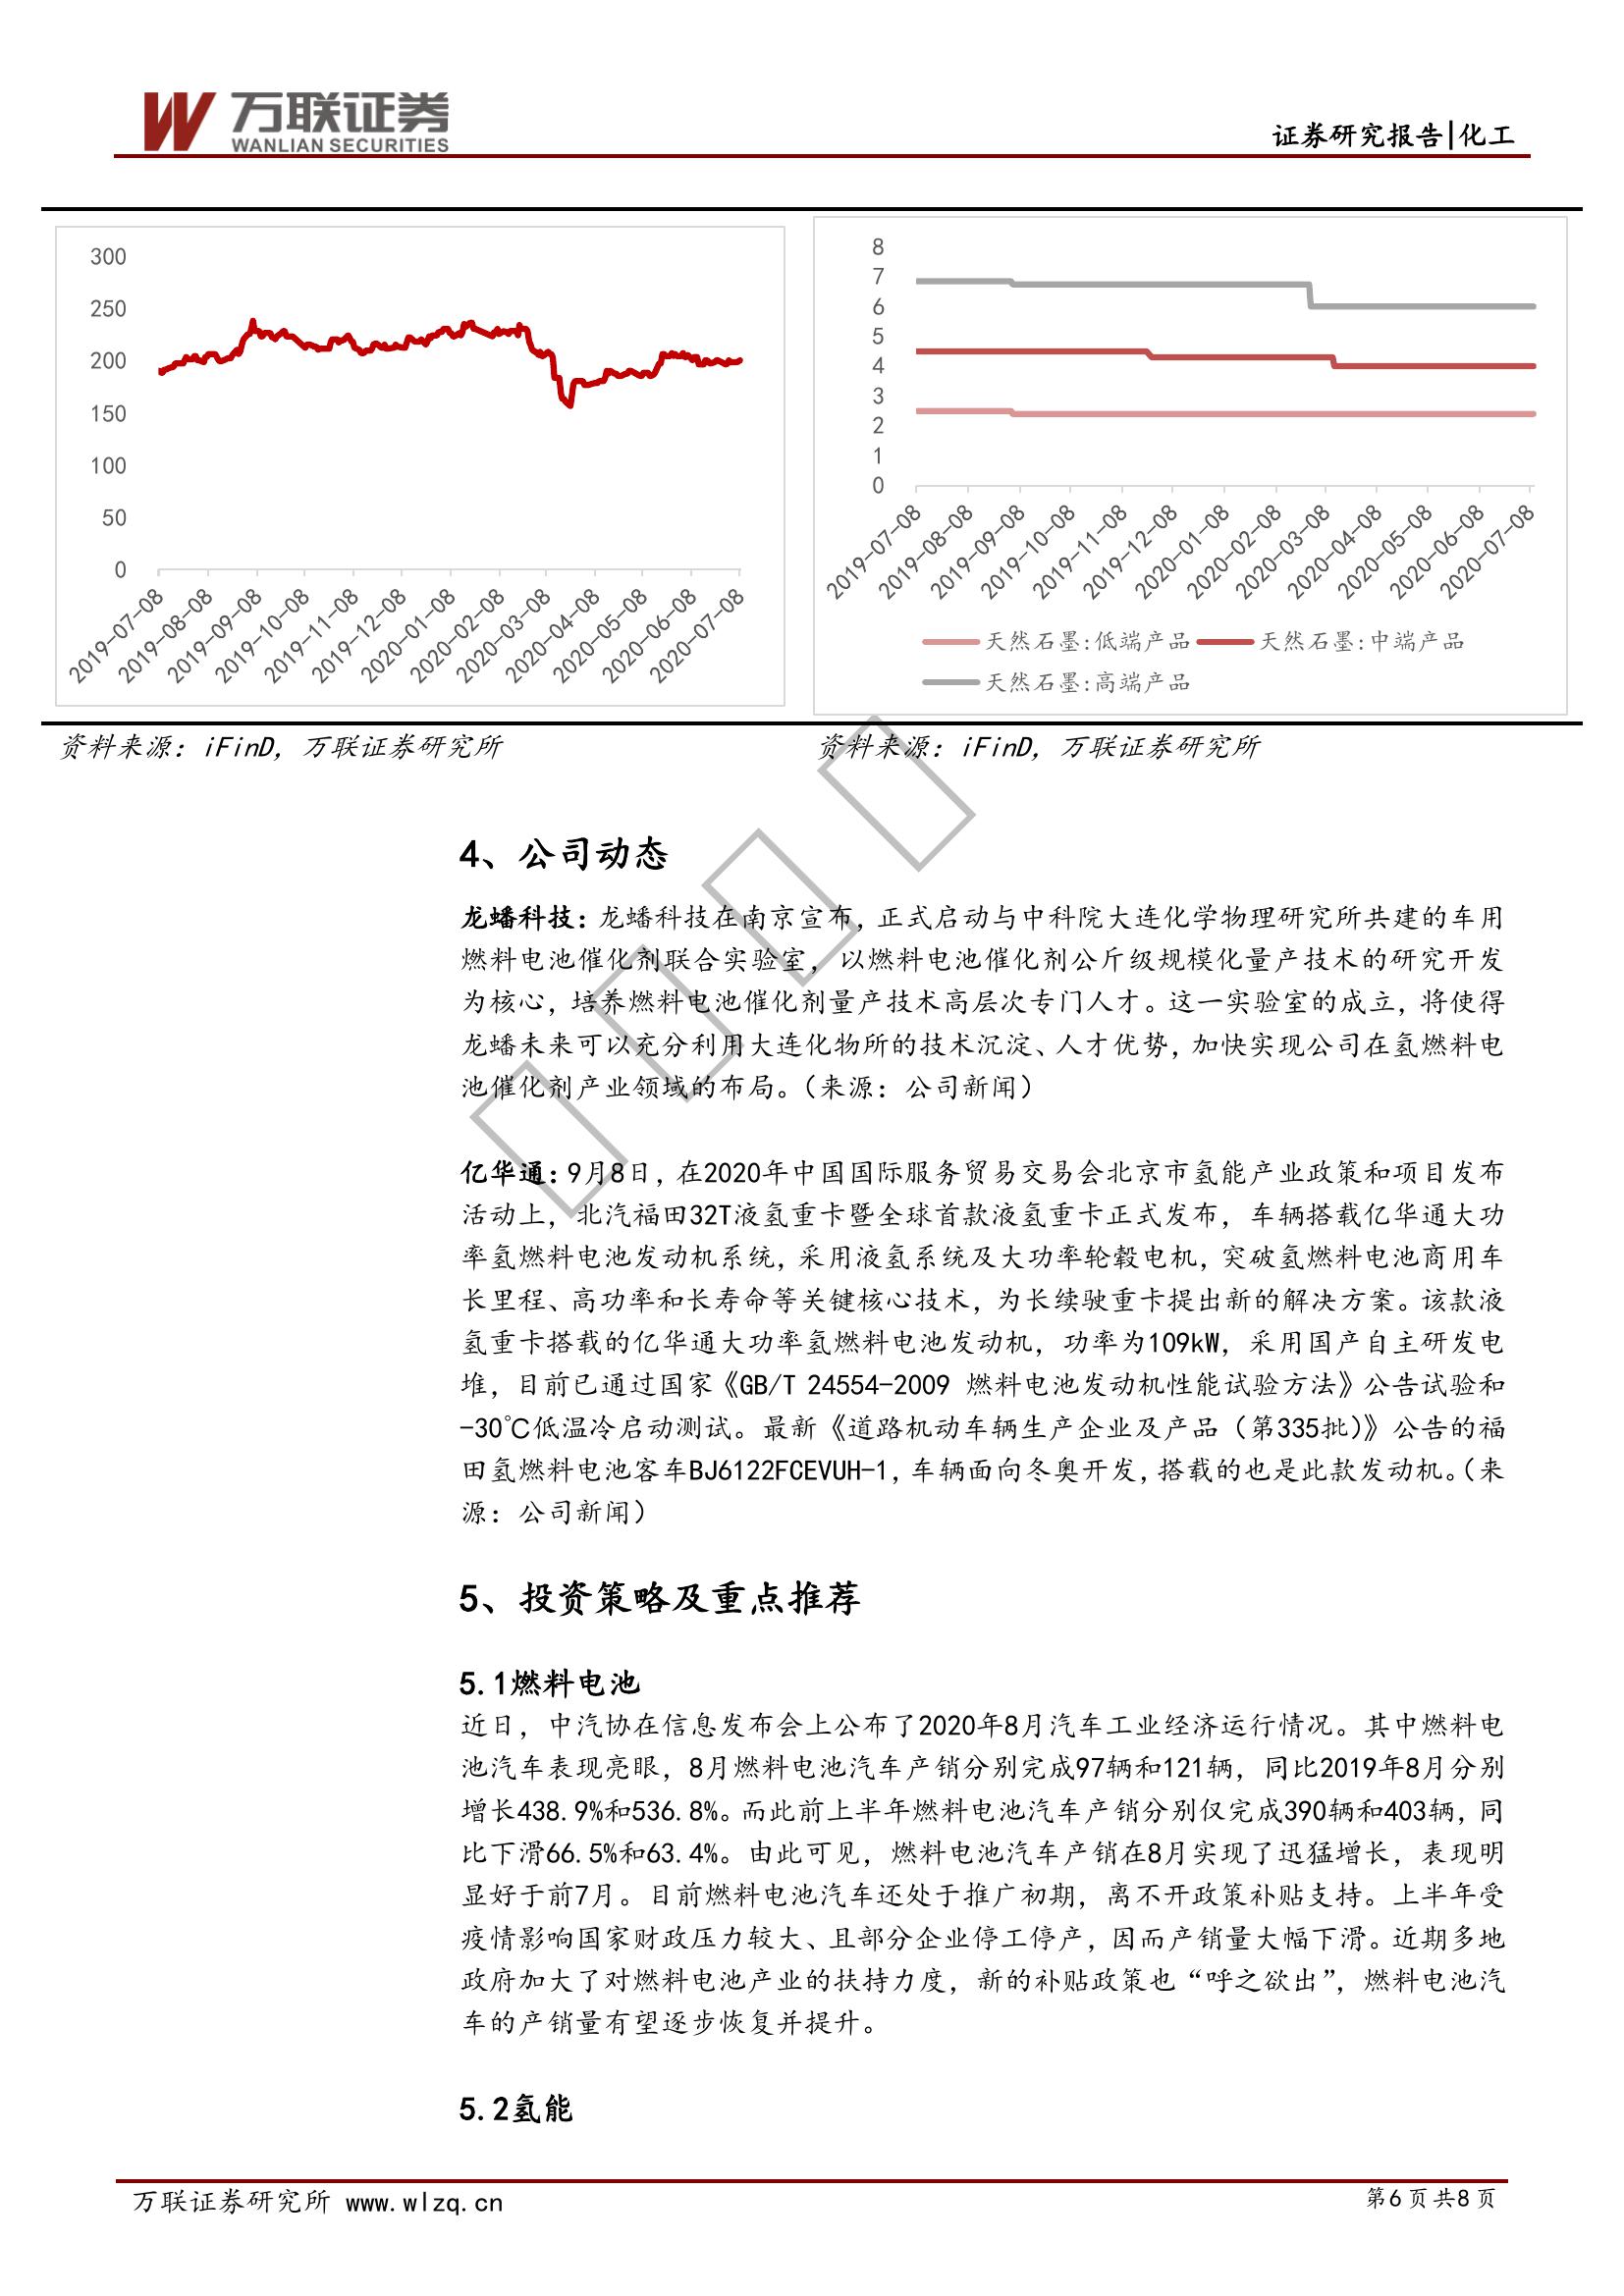 万联证券
WANLIAN SECURITIES
证券研究报告|化工
300
250
200
150
100
50
0
2019-07-08
2019-08-08
2019-09-08
2019-10-08
2019-11-08
2019-12-08
2020-01-08
2020-02-08
2020-03-08
2020-04-08
2020-05-08
2020-06-08
2020-07-08
8
7
6
5
4
3
2
1
0
2019-07-08
2019-08-08
2019-09-08
2019-10-08
2019-11-08
2019-12-08
2020-01-08
2020-02-08
2020-03-08
2020-04-08
2020-05-08
2020-06-08
2020-07-08
天然石墨:低端产品
天然石墨:中端产品
天然石墨:高端产品
资料来源：iFinD，万联证券研究所
资料来源：iFinD，万联证券研究所
4、公司动态
龙蟠科技：龙蟠科技在南京宣布，正式启动与中科院大连化学物理研究所共建的车用
燃料电池催化剂联合实验室，以燃料电池催化剂公斤级规模化量产技术的研究开发
为核心，培养燃料电池催化剂量产技术高层次专门人才。这一实验室的成立，将使得
龙蟠未来可以充分利用大连化物所的技术沉淀、人才优势，加快实现公司在氢燃料电
池催化剂产业领域的布局。（来源：公司新闻）
亿华通：9月8日，在2020年中国国际服务贸易交易会北京市氢能产业政策和项目发布
活动上，北汽福田32T液氢重卡暨全球首款液氢重卡正式发布，车辆搭载亿华通大功
率氢燃料电池发动机系统，采用液氢系统及大功率轮毂电机，突破氢燃料电池商用车
长里程、高功率和长寿命等关键核心技术，为长续驶重卡提出新的解决方案。该款液
氢重卡搭载的亿华通大功率氢燃料电池发动机，功率为109kW，采用国产自主研发电
堆，目前已通过国家《GB/T 24554-2009 燃料电池发动机性能试验方法》公告试验和
-30℃低温冷启动测试。最新《道路机动车辆生产企业及产品（第335批）》公告的福
田氢燃料电池客车BJ6122FCEVUH-1，车辆面向冬奥开发，搭载的也是此款发动机。（来
源：公司新闻）
5、投资策略及重点推荐
5.1燃料电池
近日，中汽协在信息发布会上公布了2020年8月汽车工业经济运行情况。其中燃料电
池汽车表现亮眼，8月燃料电池汽车产销分别完成97辆和121辆，同比2019年8月分别
增长438.9%和536.8%。而此前上半年燃料电池汽车产销分别仅完成390辆和403辆，同
比下滑66.5%和63.4%。由此可见，燃料电池汽车产销在8月实现了迅猛增长，表现明
显好于前7月。目前燃料电池汽车还处于推广初期，离不开政策补贴支持。上半年受
疫情影响国家财政压力较大、且部分企业停工停产，因而产销量大幅下滑。近期多地
政府加大了对燃料电池产业的扶持力度，新的补贴政策也“呼之欲出”，燃料电池汽
车的产销量有望逐步恢复并提升。
5.2氢能
万联证券研究所 www.wlzq.cn
第6页共8页